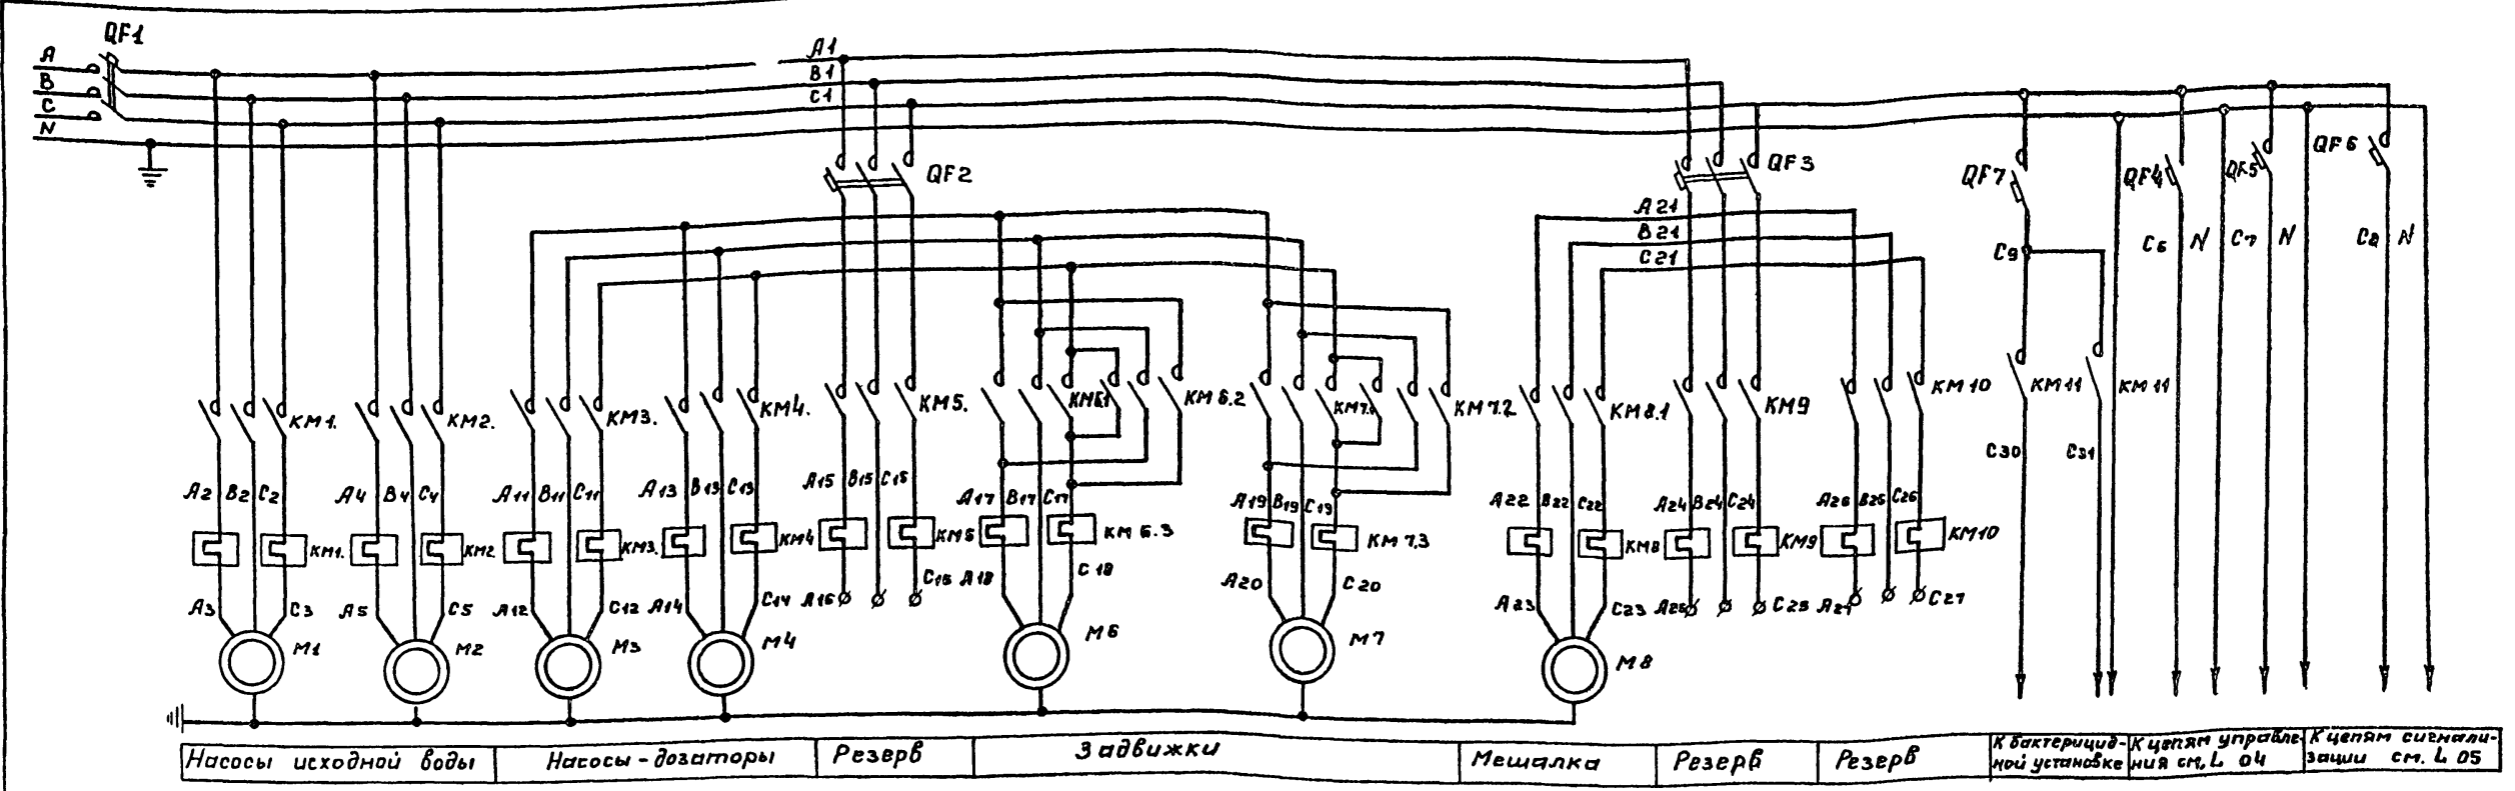 QF1
A
B
C
N
A1
B1
C1
QF2
QF3
QF7
QF4
QF5
QF6
A21
B21
C21
C9
C6 N C7 N C8 N
KM1.
KM2.
KM3.
KM4.
KM5.
KM6.1
KM6.2
KM7.1
KM7.2
KM8.1
KM9
KM10
KM11
KM11
C30
C31
A2 B2 C2
A4 B4 C4
A11 B11 C11
A13 B13 C13
A15 B15 C15
A17 B17 C17
A19 B19 C19
A22 B22 C22
A24 B24 C24
A26 B26 C26
KM1.
KM2
KM3.
KM4
KM5
KM6.3
KM7.3
KM8
KM9
KM10
A3 C3
A5 C5
A12 C12
A14 C14
A16 C16
A18 C18
A20 C20
A23 C23
A25 C25
A27 C27
M1
M2
M3
M4
M6
M7
M8
Насосы исходной воды
Насосы-дозаторы
Резерв
Задвижки
Мешалка
Резерв
Резерв
К бактерицид-
ной установке
К цепям управле-
ния см. L 04
К цепям сигнали-
зации см. L 05